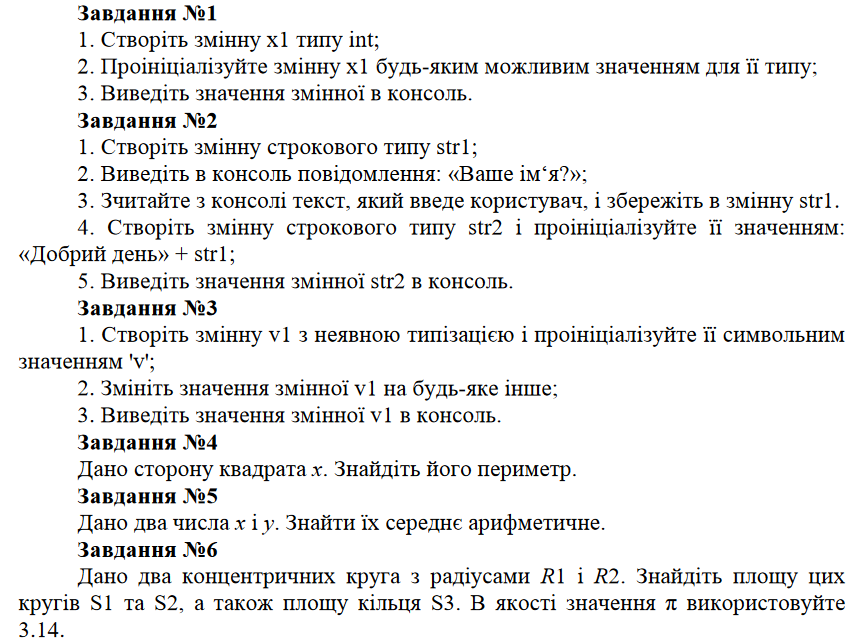 Завдання №1
1. Створіть змінну x1 типу int;
2. Проініціалізуйте змінну x1 будь-яким можливим значенням для її типу;
3. Виведіть значення змінної в консоль.
Завдання №2
1. Створіть змінну строкового типу str1;
2. Виведіть в консоль повідомлення: «Ваше ім‘я?»;
3. Зчитайте з консолі текст, який введе користувач, і збережіть в змінну str1.
4. Створіть змінну строкового типу str2 і проініціалізуйте її значенням:
«Добрий день» + str1;
5. Виведіть значення змінної str2 в консоль.
Завдання №3
1. Створіть змінну v1 з неявною типізацією і проініціалізуйте її символьним
значенням 'v';
2. Змініть значення змінної v1 на будь-яке інше;
3. Виведіть значення змінної v1 в консоль.
Завдання №4
Дано сторону квадрата x. Знайдіть його периметр.
Завдання №5
Дано два числа x і y. Знайти їх середнє арифметичне.
Завдання №6
Дано два концентричних круга з радіусами R1 і R2. Знайдіть площу цих
кругів S1 та S2, а також площу кільця S3. В якості значення π використовуйте
3.14.